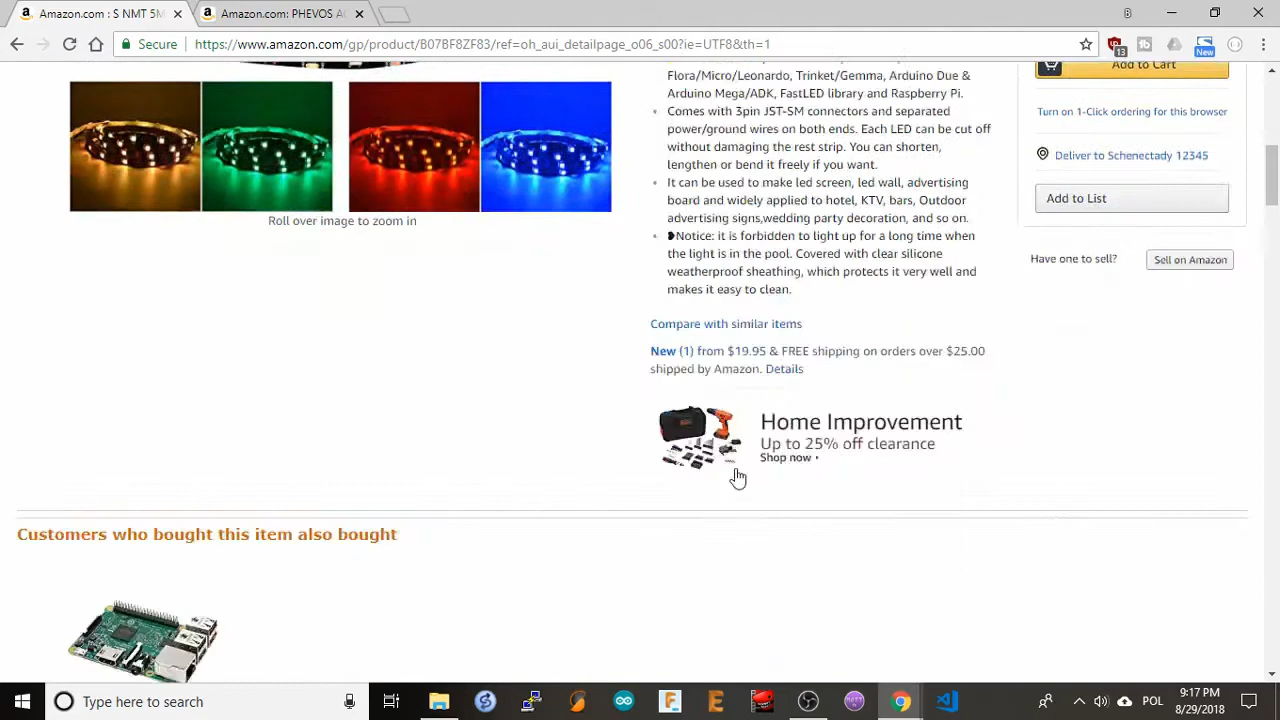 Amazon.com : S NMT 5M
Amazon.com: PHEVOS A
Secure
https://www.amazon.com/gp/product/B07BF8ZF83/ref=oh_aui_detailpage_o06_s00?ie=UTF8&th=1
13
New
Flora/Micro/Leonardo, Trinket/Gemma, Arduino Due &
Arduino Mega/ADK, FastLED library and Raspberry Pi.
Comes with 3pin JST-SM connectors and separated
power/ground wires on both ends. Each LED can be cut off
without damaging the rest strip. You can shorten,
lengthen or bend it freely if you want.
It can be used to make led screen, led wall, advertising
board and widely applied to hotel, KTV, bars, Outdoor
advertising signs,wedding party decoration, and so on.
❥Notice: it is forbidden to light up for a long time when
the light is in the pool. Covered with clear silicone
weatherproof sheathing, which protects it very well and
makes it easy to clean.
Add to Cart
Turn on 1-Click ordering for this browser
Deliver to Schenectady 12345
Add to List
Have one to sell?
Sell on Amazon
Roll over image to zoom in
Compare with similar items
New (1) from $19.95 & FREE shipping on orders over $25.00
shipped by Amazon. Details
Home Improvement
Up to 25% off clearance
Shop now
Customers who bought this item also bought
Type here to search
POL
9:17 PM
8/29/2018